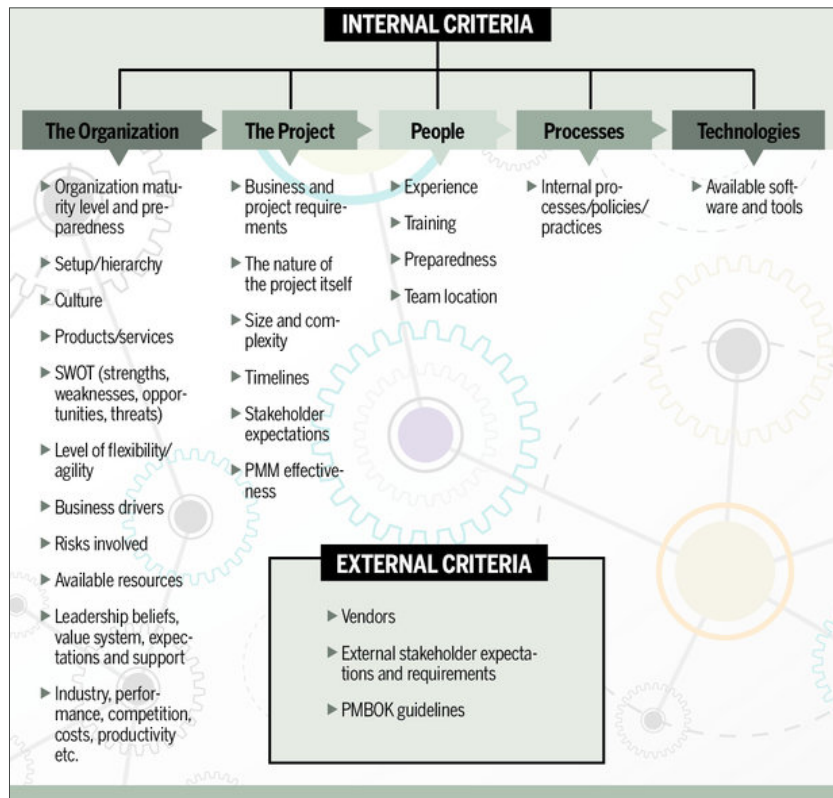 INTERNAL CRITERIA
The Organization
The Project
People
Processes
Technologies
Organization matu-
rity level and pre-
paredness
Setup/hierarchy
Culture
Products/services
SWOT (strengths,
weaknesses, oppor-
tunities, threats)
Level of flexibility/
agility
Business drivers
Risks involved
Available resources
Leadership beliefs,
value system, expec-
tations and support
Industry, perfor-
mance, competition,
costs, productivity
etc.
Business and
project require-
ments
The nature of
the project itself
Size and com-
plexity
Timelines
Stakeholder
expectations
PMM effective-
ness
Experience
Training
Preparedness
Team location
Internal pro-
cesses/policies/
practices
Available soft-
ware and tools
EXTERNAL CRITERIA
Vendors
External stakeholder expecta-
tions and requirements
PMBOK guidelines